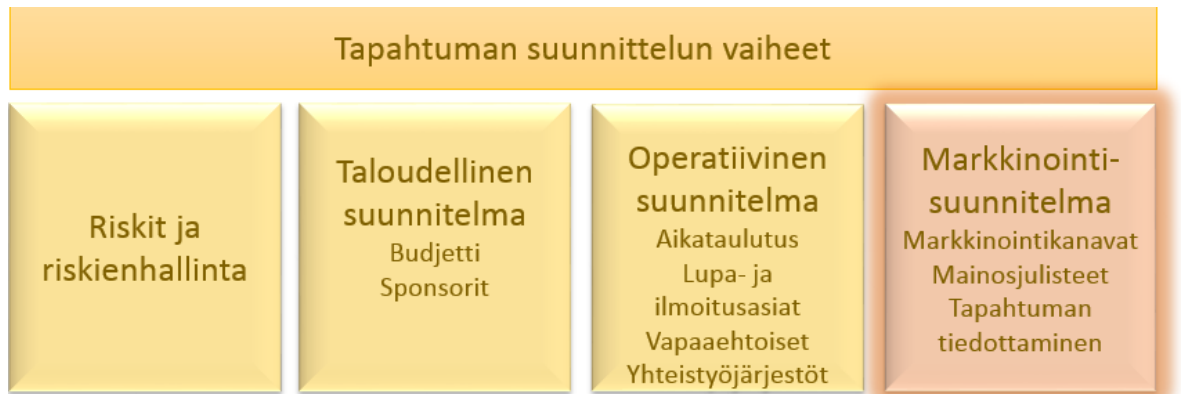 Tapahtuman suunnittelun vaiheet
Riskit ja
riskienhallinta
Taloudellinen
suunnitelma
Budjetti
Sponsorit
Operatiivinen
suunnitelma
Aikataulutus
Lupa- ja
ilmoitusasiat
Vapaaehtoiset
Yhteistyöjärjestöt
Markkinointi-
suunnitelma
Markkinointikanavat
Mainosjulisteet
Tapahtuman
tiedottaminen